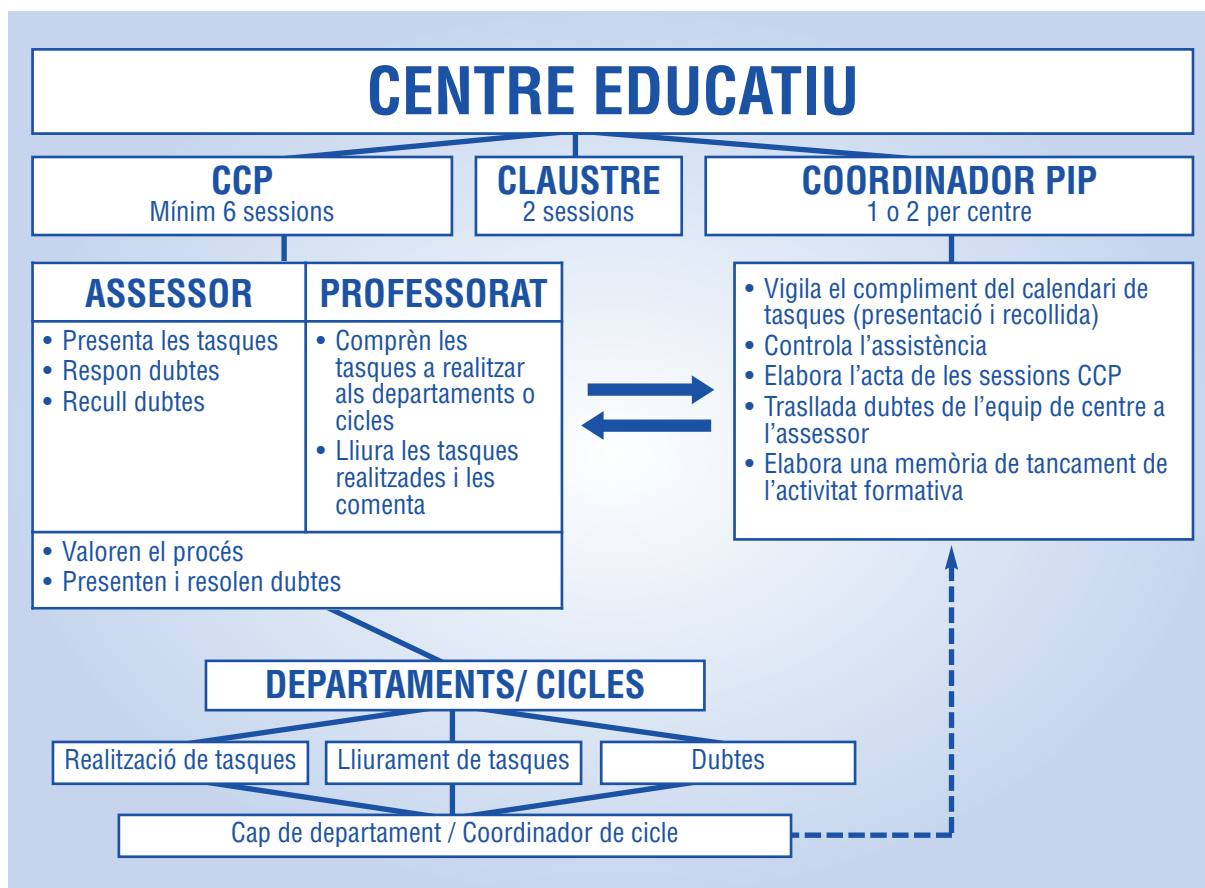 CENTRE EDUCATIU
CCP
Mínim 6 sessions
CLAUSTRE
2 sessions
COORDINADOR PIP
1 o 2 per centre
ASSESSOR
• Presenta les tasques
• Respon dubtes
• Recull dubtes
PROFESSORAT
• Comprèn les
tasques a realitzar
als departaments o
cicles
• Lliura les tasques
realitzades i les
comenta
• Valoren el procés
• Presenten i resolen dubtes
• Vigila el compliment del calendari de
tasques (presentació i recollida)
• Controla l’assistència
• Elabora l’acta de les sessions CCP
• Trasllada dubtes de l’equip de centre a
l’assessor
• Elabora una memòria de tancament de
l’activitat formativa
DEPARTAMENTS/ CICLES
Realització de tasques
Lliurament de tasques
Dubtes
Cap de departament / Coordinador de cicle